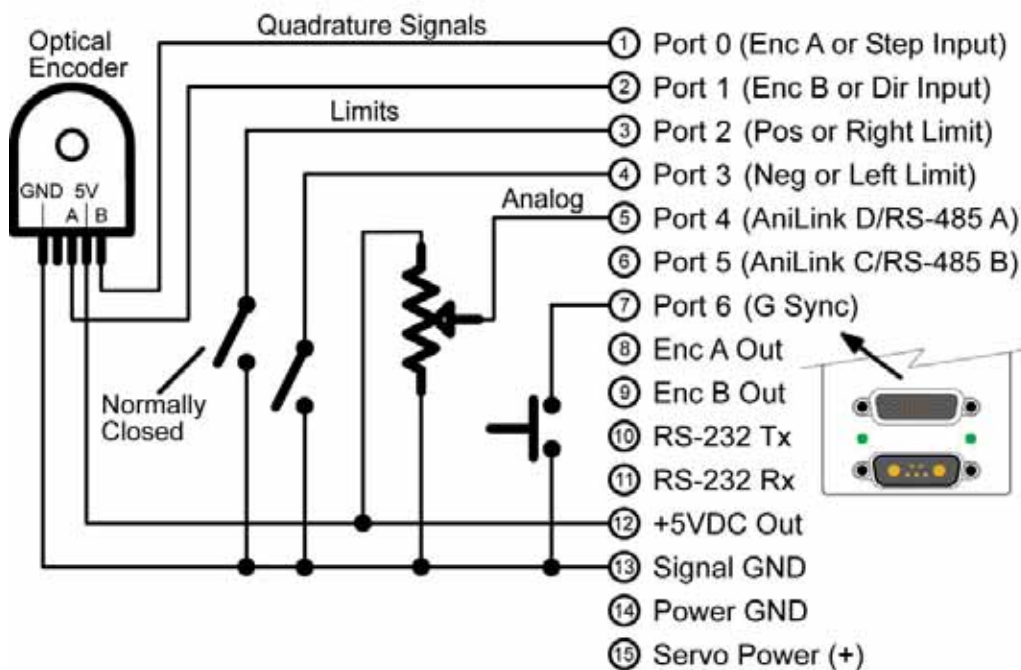 Quadrature Signals
Optical
Encoder
GND 5V
A B
Limits
Analog
Normally
Closed
1 Port 0 (Enc A or Step Input)
2 Port 1 (Enc B or Dir Input)
3 Port 2 (Pos or Right Limit)
4 Port 3 (Neg or Left Limit)
5 Port 4 (AniLink D/RS-485 A)
6 Port 5 (AniLink C/RS-485 B)
7 Port 6 (G Sync)
8 Enc A Out
9 Enc B Out
10 RS-232 Tx
11 RS-232 Rx
12 +5VDC Out
13 Signal GND
14 Power GND
15 Servo Power (+)